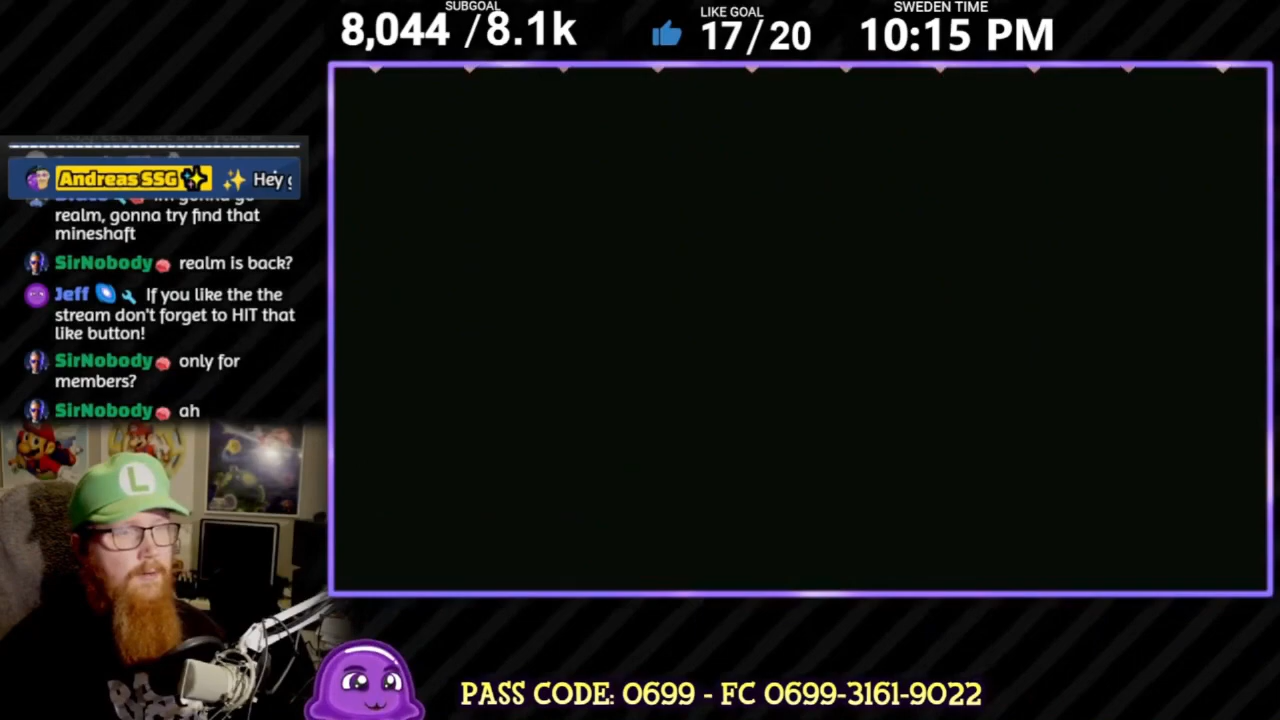 SUBGOAL
8,044 /8.1k
LIKE GOAL
17/20
SWEDEN TIME
10:15 PM
Andreas SSG ✨ Hey
realm, gonna try find that
mineshaft
SirNobody realm is back?
Jeff If you like the the
stream don't forget to HIT that
like button!
SirNobody only for
members?
SirNobody ah
L
PASS CODE: 0699 - FC 0699-3161-9022